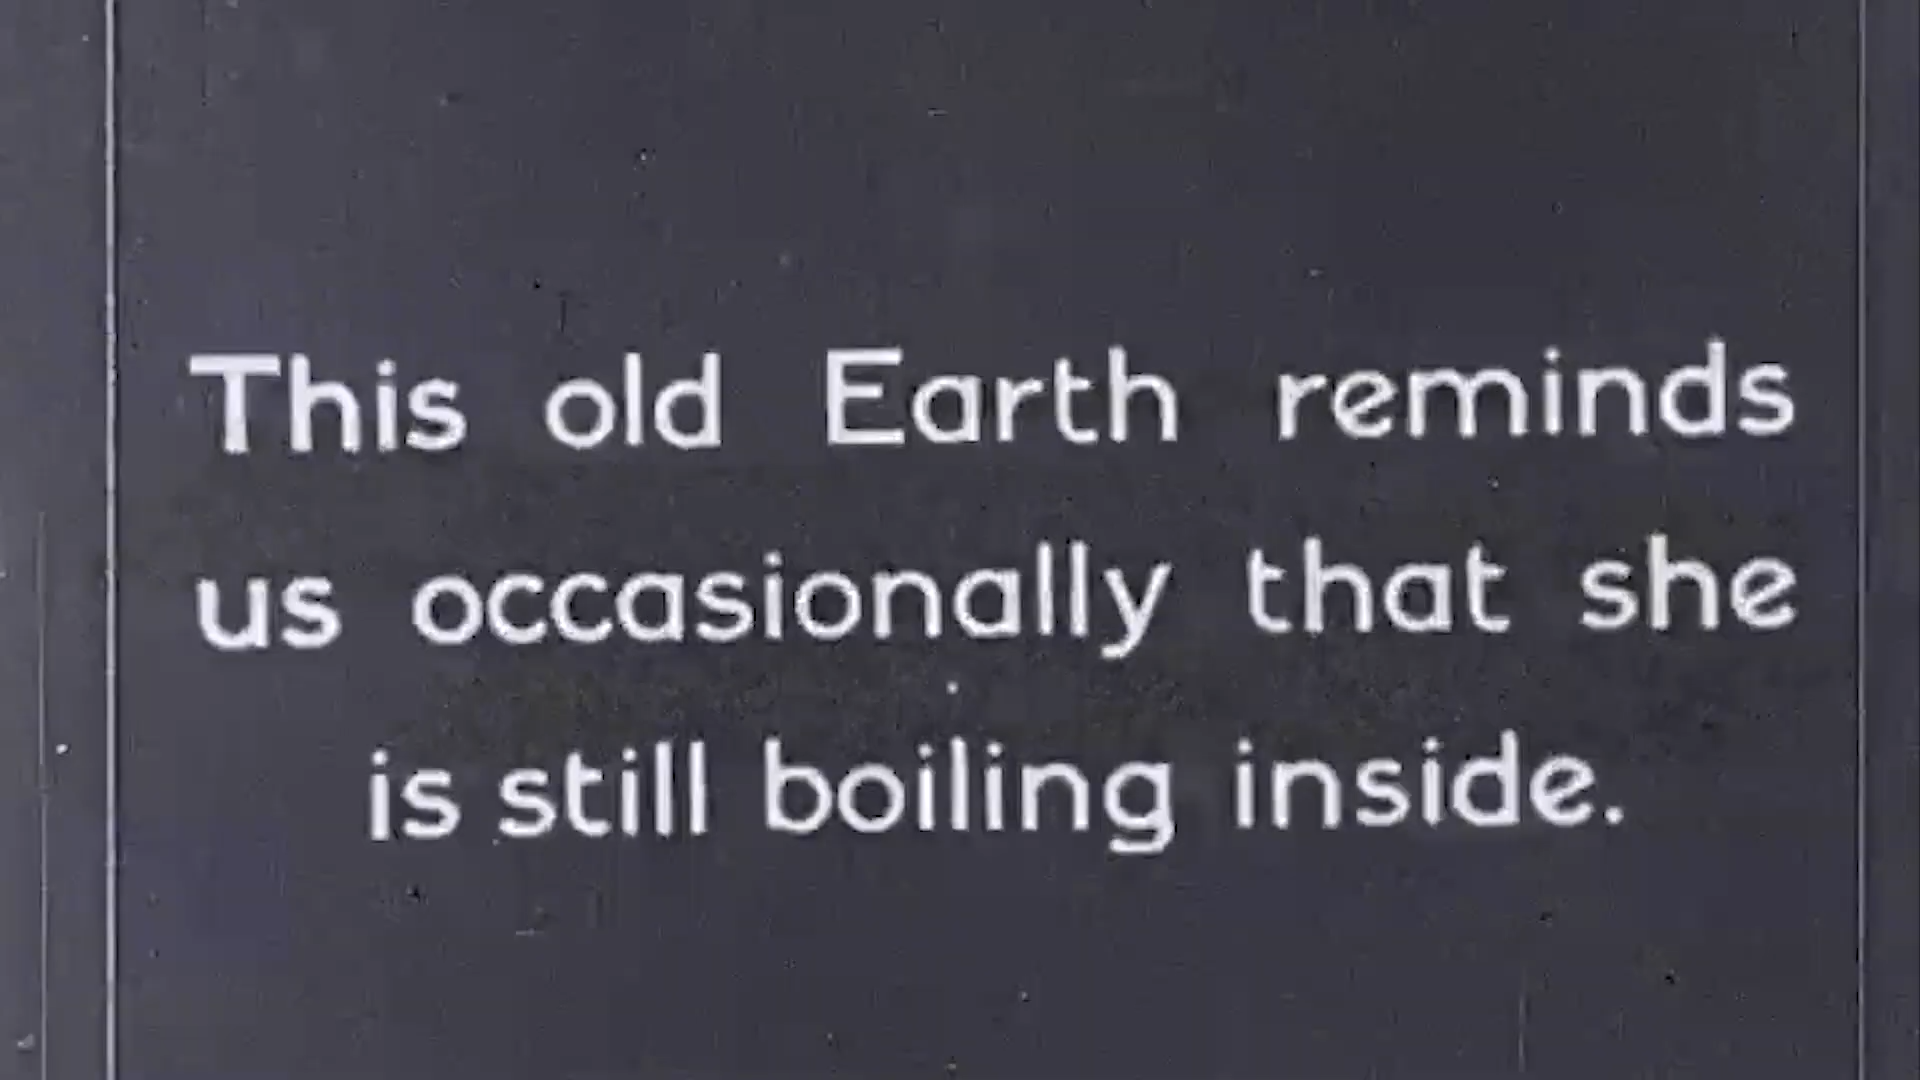 This old Earth reminds
us occasionally that she
is still boiling inside.